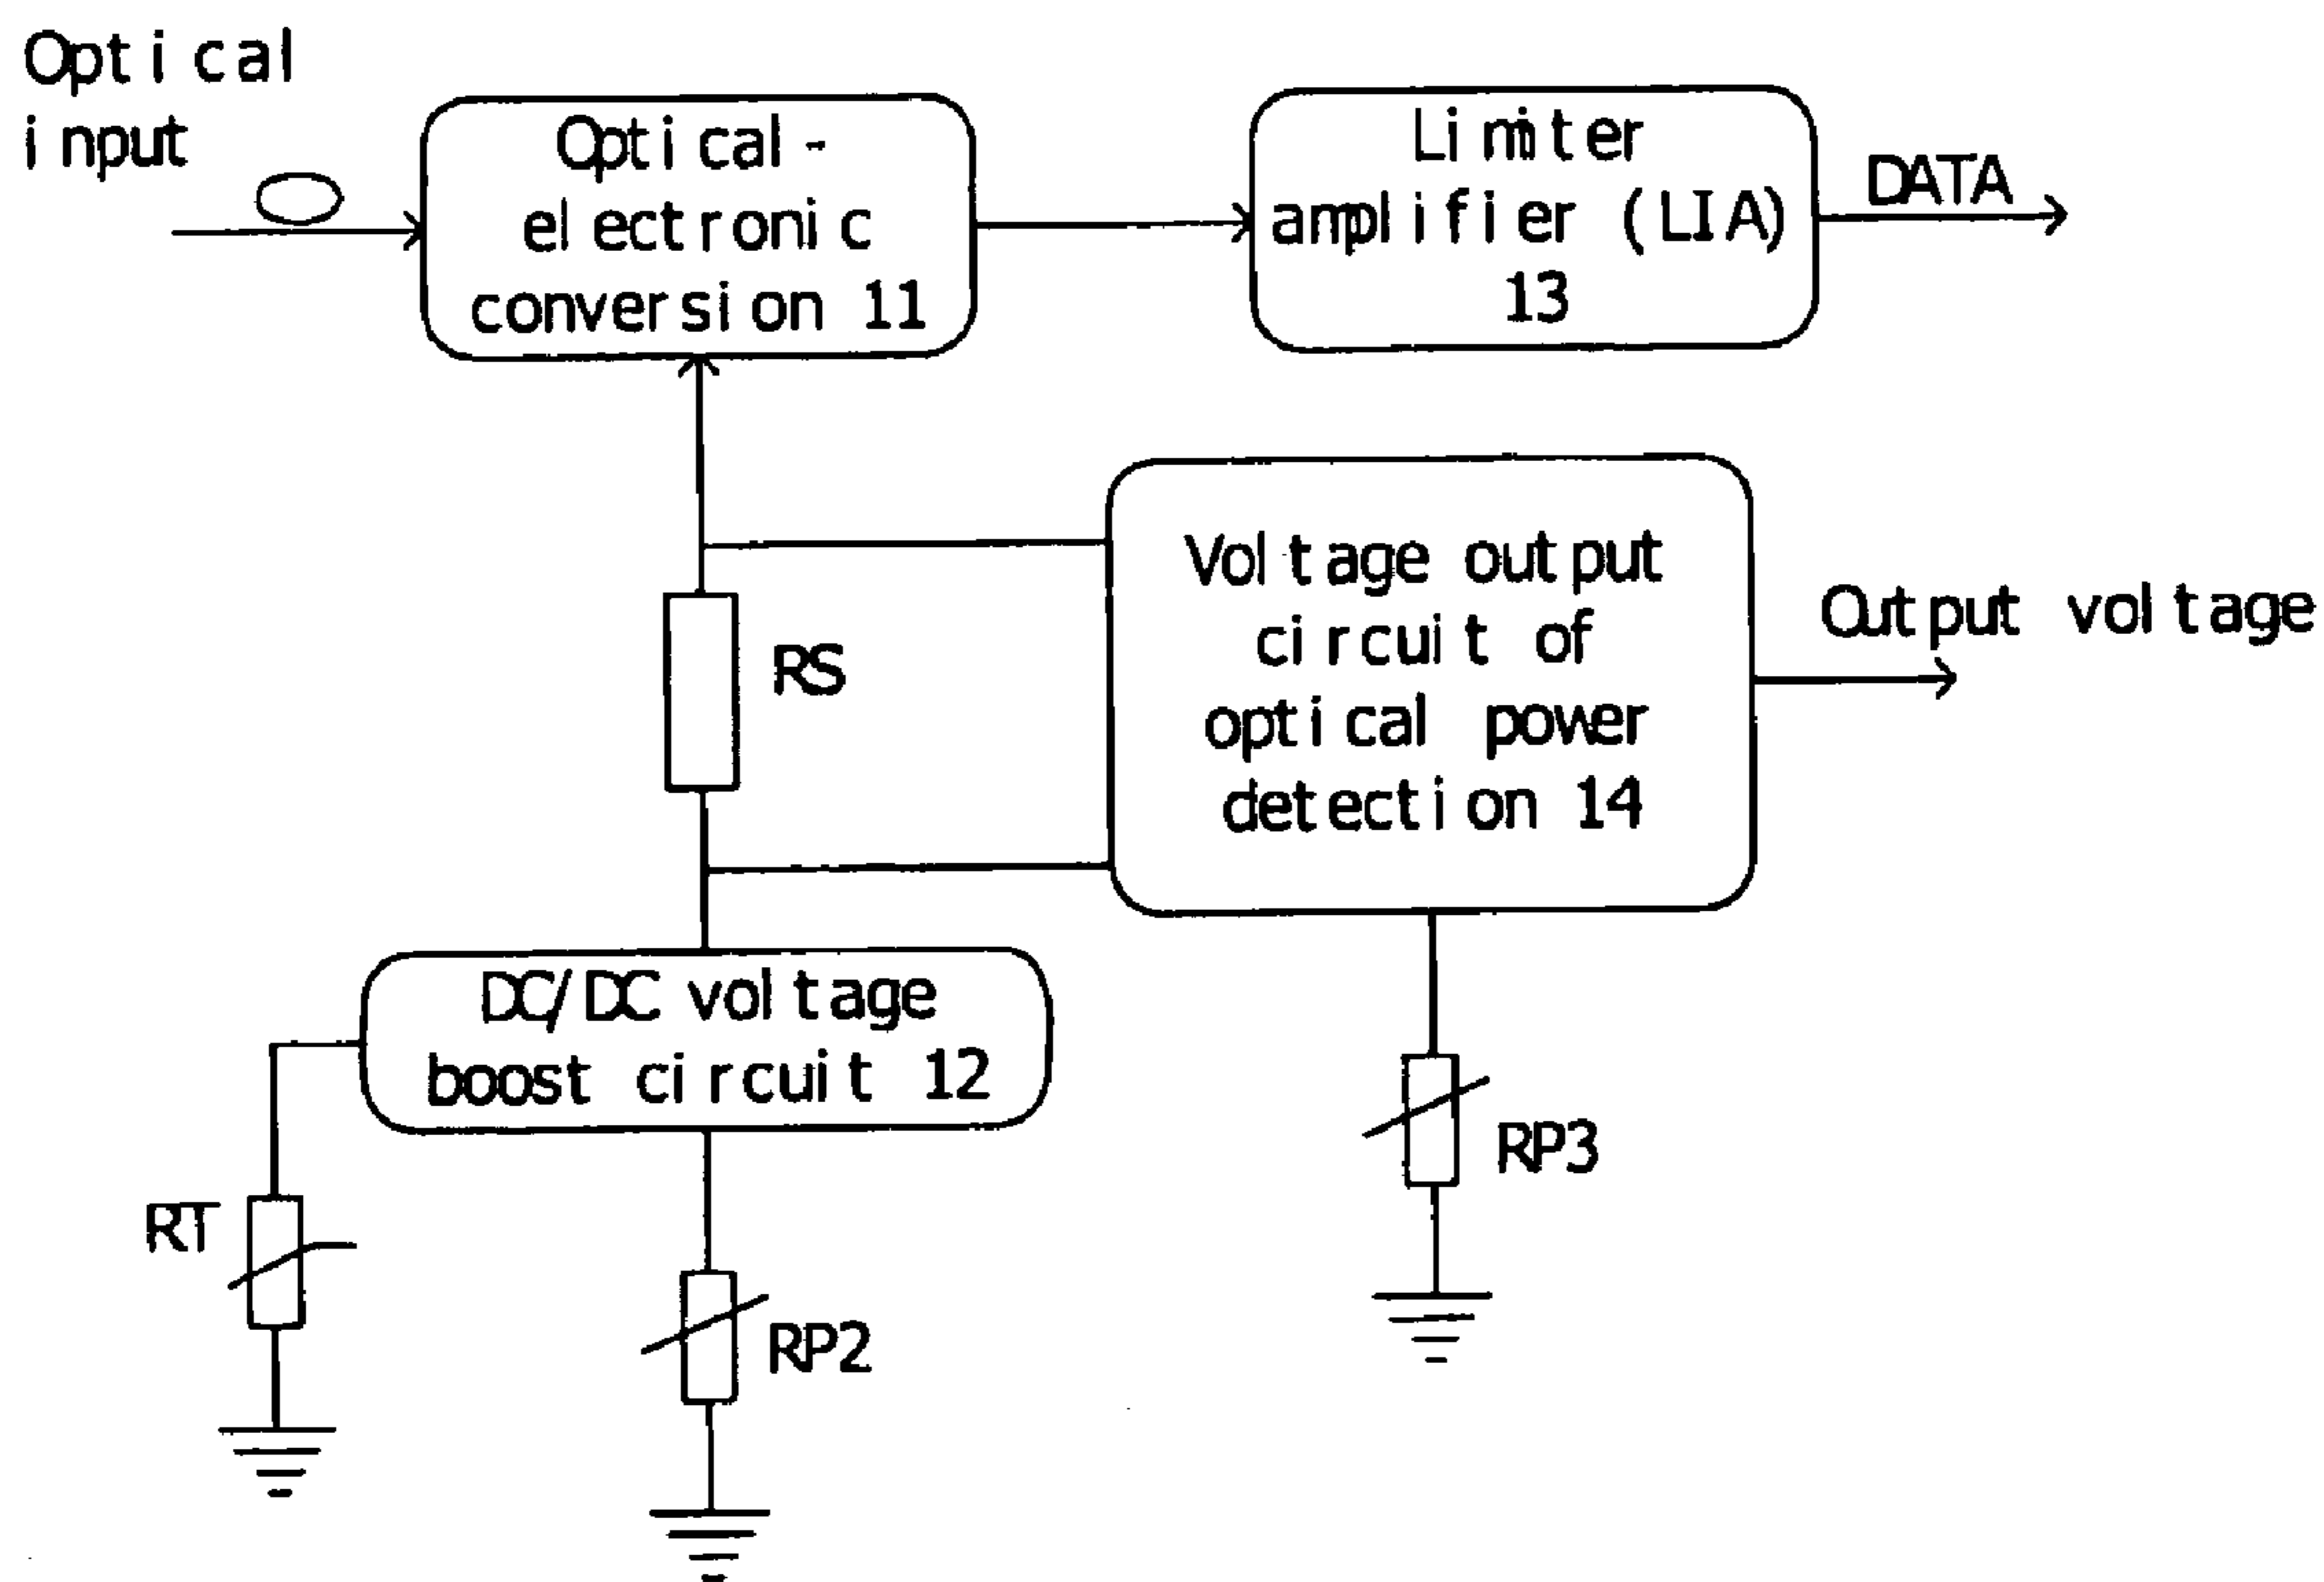 Optical
input
Optical-
electronic
conversion 11
Limiter
amplifier (LIA)
13
DATA
Voltage output
circuit of
optical power
detection 14
Output voltage
RS
DC/DC voltage
boost circuit 12
RT
RP2
RP3